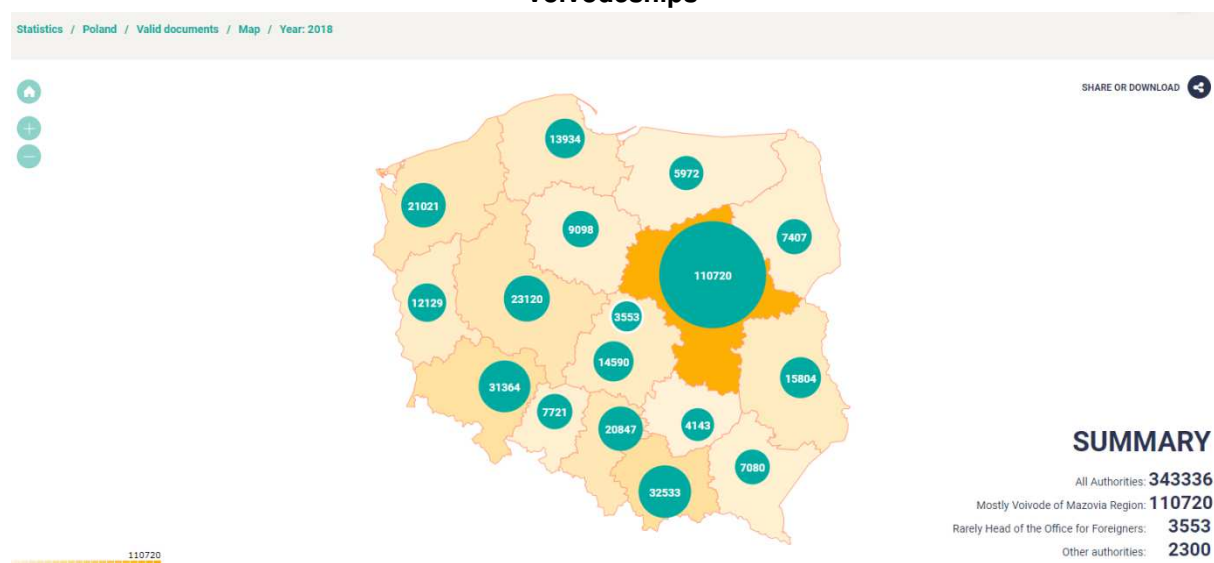 Voivodeships
Statistics / Poland / Valid documents / Map / Year: 2018
SHARE OR DOWNLOAD
13934
5972
21021
9098
7407
110720
12129
23120
3553
14590
15804
31364
7721
20847
4143
7080
32533
SUMMARY
All Authorities: 343336
Mostly Voivode of Mazovia Region: 110720
Rarely Head of the Office for Foreigners: 3553
Other authorities: 2300
110720